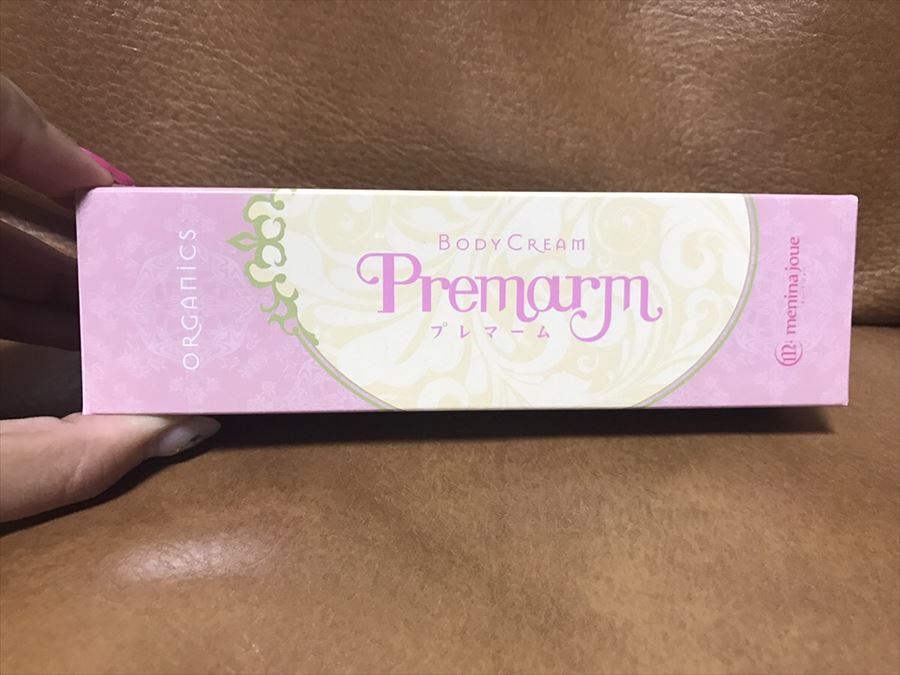 ORGANICS
BODY CREAM
Premarm
プレマーム
menina joue